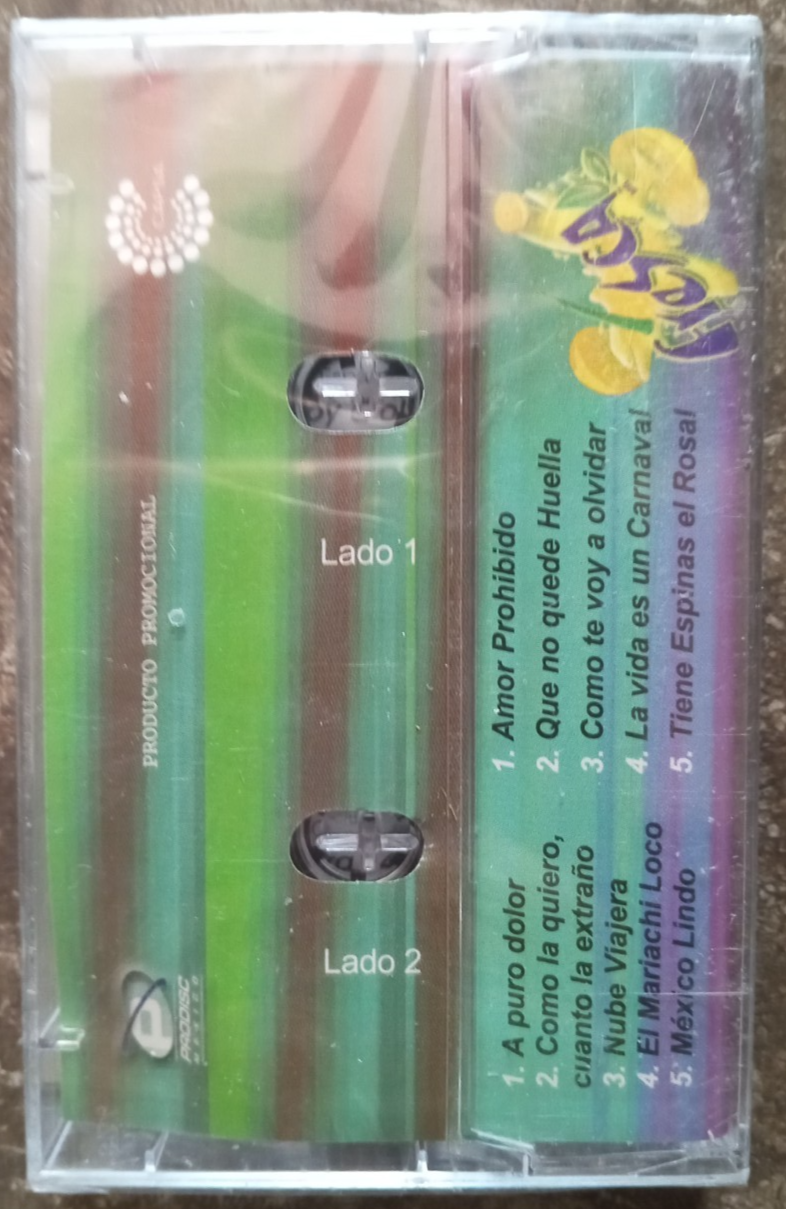 Fresca
1. Amor Prohibido
2. Que no quede Huella
3. Como te voy a olvidar
4. La vida es un Carnaval
5. Tiene Espinas el Rosal
1. A puro dolor
2. Como la quiero,
cuanto la extraño
3. Nube Viajera
4. El Mariachi Loco
5. México Lindo
Lado 1
Lado 2
PRODUCTO PROMOCIONAL
PRODISC
MEXICO